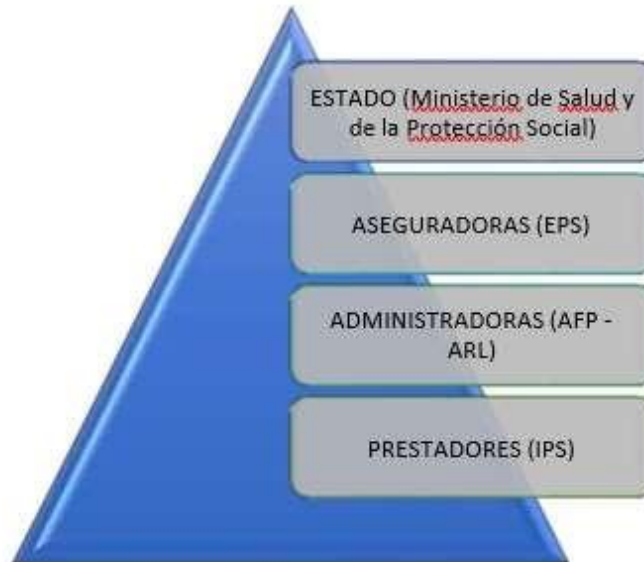 ESTADO (Ministerio de Salud y
de la Protección Social)
ASEGURADORAS (EPS)
ADMINISTRADORAS (AFP -
ARL)
PRESTADORES (IPS)